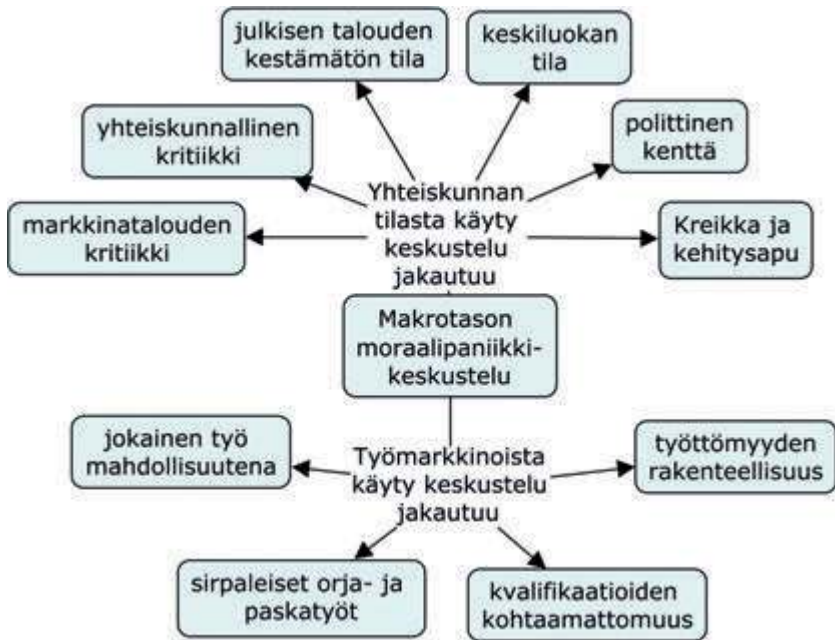 julkisen talouden
kestämätön tila
keskiluokan
tila
yhteiskunnallinen
kritiikki
poliittinen
kenttä
markkinatalouden
kritiikki
Yhteiskunnan
tilasta käyty
keskustelu
jakautuu
Kreikka ja
kehitysapu
Makrotason
moraalipaniikki-
keskustelu
jokainen työ
mahdollisuutena
Työmarkkinoista
käyty keskustelu
jakautuu
työttömyyden
rakenteellisuus
sirpaleiset orja- ja
paskatyöt
kvalifikaatioiden
kohtaamattomuus